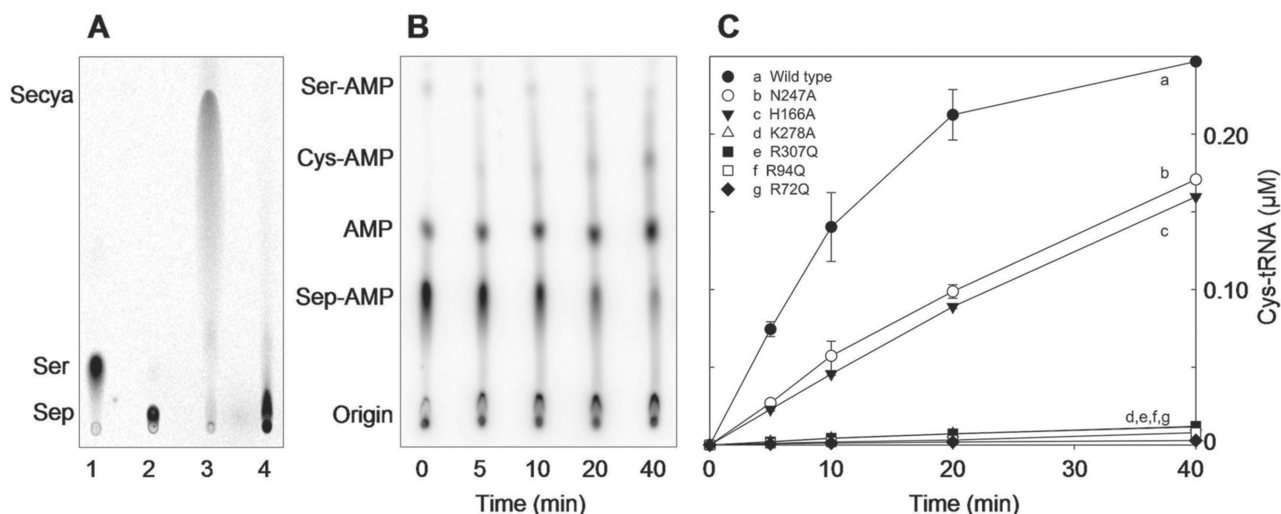 A
Secya
Ser
Sep
1 2 3 4
B
Ser-AMP
Cys-AMP
AMP
Sep-AMP
Origin
0 5 10 20 40
Time (min)
C
a Wild type
b N247A
c H166A
d K278A
e R307Q
f R94Q
g R72Q
a
b
c
d,e,f,g
0.20
0.10
0
Cys-tRNA (μM)
0 10 20 30 40
Time (min)